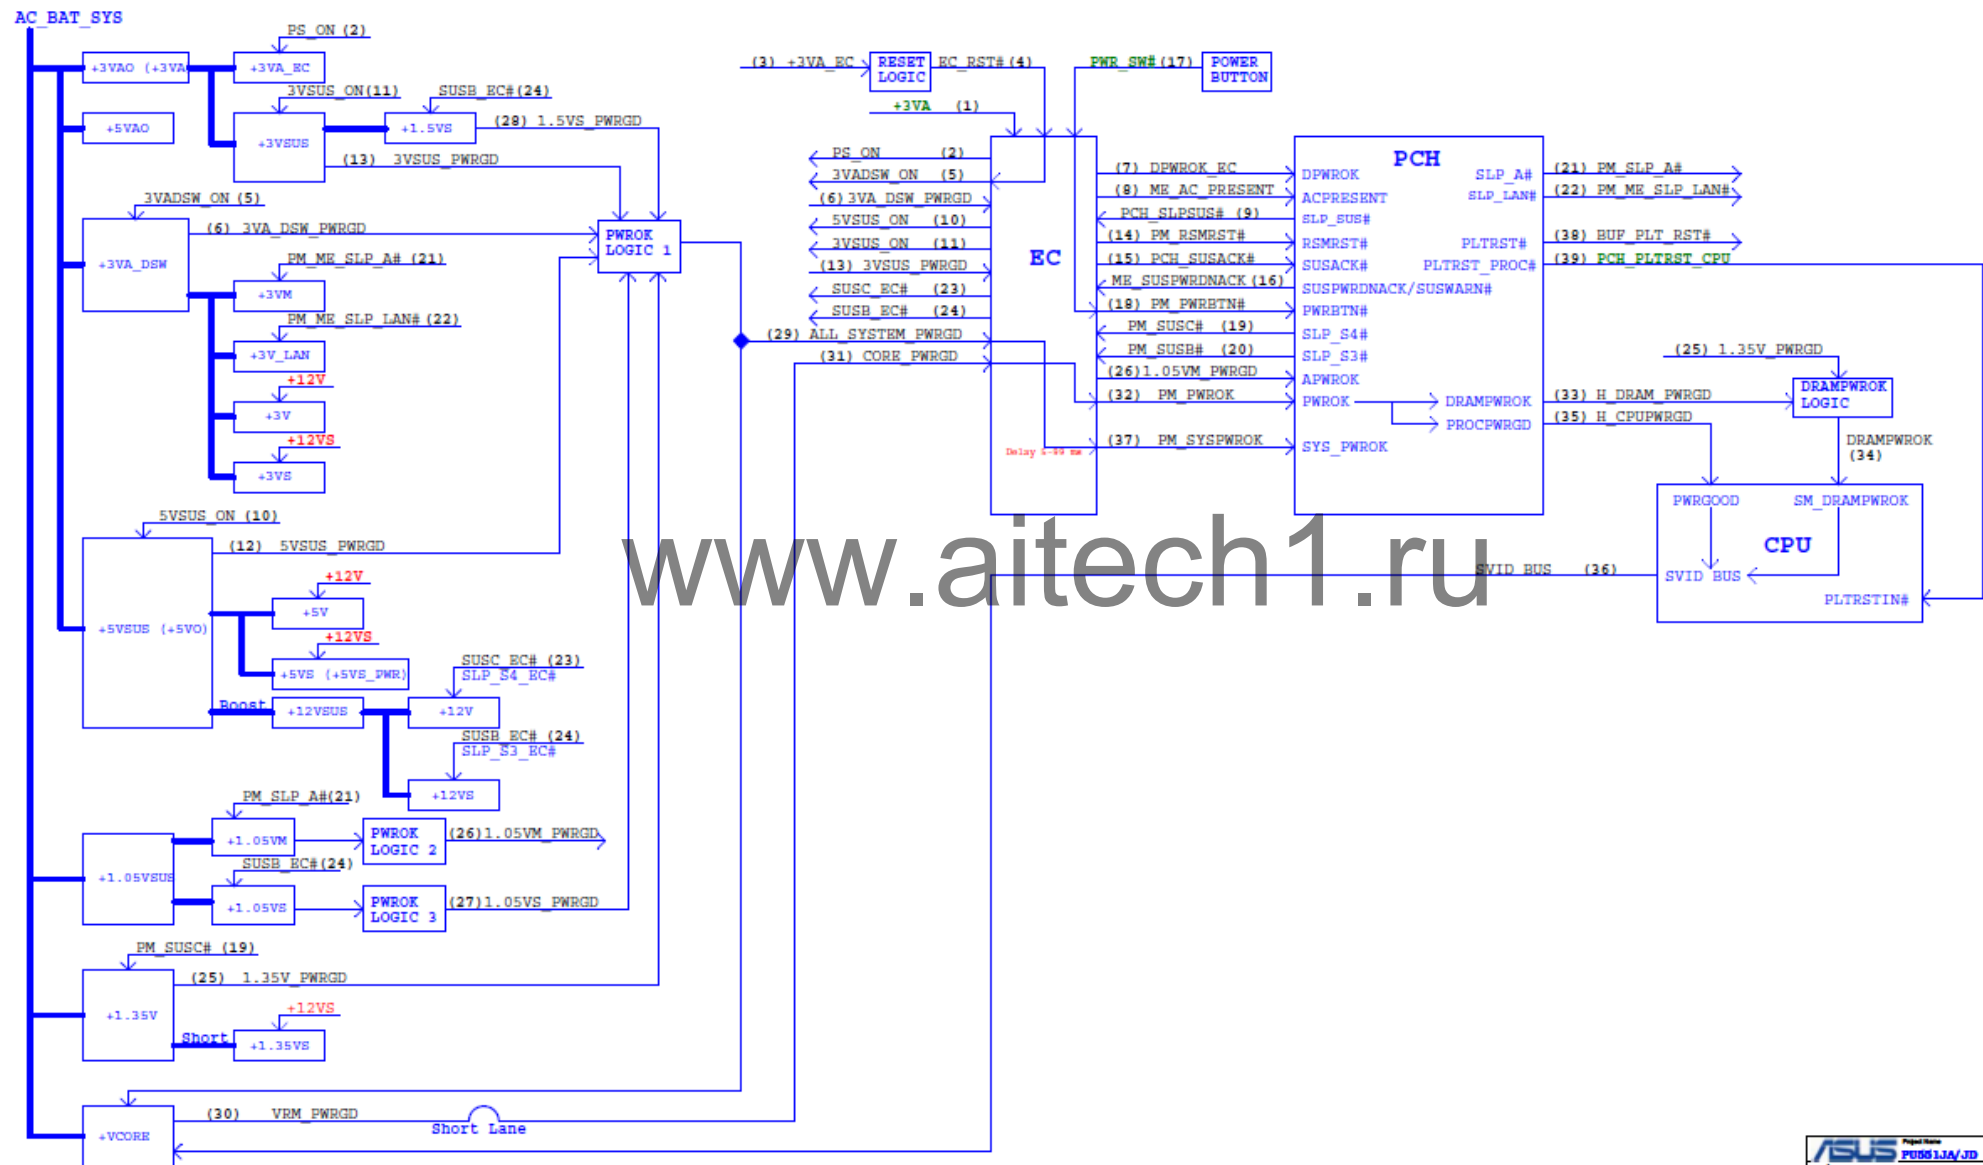 AC_BAT_SYS
PS_ON (2)
+3VAO (+3VA
+3VA_EC
3VSUS_ON(11)
SUSB_EC#(24)
+5VAO
+3VSUS
+1.5VS
(28) 1.5VS_PWRGD
(13) 3VSUS_PWRGD
3VADSW_ON (5)
(6) 3VA_DSW_PWRGD
PWROK
LOGIC 1
+3VA_DSW
PM_ME_SLP_A# (21)
+3VM
PM_ME_SLP_LAN# (22)
+3V_LAN
+12V
+3V
+12VS
+3VS
5VSUS_ON (10)
(12) 5VSUS_PWRGD
+12V
+5V
+5VSUS (+5VO)
+12VS
+5VS (+5VS_PWR)
SUSC_EC# (23)
SLP_S4_EC#
Boost
+12VSUS
+12V
SUSB_EC# (24)
SLP_S3_EC#
+12VS
PM_SLP_A#(21)
+1.05VM
PWROK
LOGIC 2
(26)1.05VM_PWRGD
SUSB_EC#(24)
+1.05VSUS
+1.05VS
PWROK
LOGIC 3
(27)1.05VS_PWRGD
PM_SUSC# (19)
(25) 1.35V_PWRGD
+1.35V
+12VS
Short
+1.35VS
(30) VRM_PWRGD
Short Lane
+VCORE
(3) +3VA_EC
RESET
LOGIC
EC_RST#(4)
PWR_SW#(17)
POWER
BUTTON
+3VA (1)
EC
PS_ON (2)
3VADSW_ON (5)
(6)3VA_DSW_PWRGD
5VSUS_ON (10)
3VSUS_ON (11)
(13) 3VSUS_PWRGD
SUSC_EC# (23)
SUSB_EC# (24)
(29) ALL_SYSTEM_PWRGD
(31) CORE_PWRGD
(7) DPWROK_EC
(8) ME_AC_PRESENT
PCH_SLPSUS# (9)
(14) PM_RSMRST#
(15) PCH_SUSACK#
ME_SUSPWRDNACK(16)
(18) PM_PWRBTN#
PM_SUSC# (19)
PM_SUSB# (20)
(26)1.05VM_PWRGD
(32) PM_PWROK
(37) PM_SYSPWROK
Delay 5-99 ms
PCH
DPWROK
ACPRESENT
SLP_SUS#
RSMRST#
SUSACK#
SUSPWRDNACK/SUSWARN#
PWRBTN#
SLP_S4#
SLP_S3#
APWROK
PWROK
SYS_PWROK
SLP_A#
SLP_LAN#
PLTRST#
PLTRST_PROC#
DRAMPWROK
PROCPWRGD
(21) PM_SLP_A#
(22) PM_ME_SLP_LAN#
(38) BUF_PLT_RST#
(39) PCH_PLTRST_CPU
(25) 1.35V_PWRGD
DRAMPWROK
LOGIC
(33) H_DRAM_PWRGD
(35) H_CPUPWRGD
DRAMPWROK
(34)
PWRGOOD
SM_DRAMPWROK
CPU
SVID BUS
PLTRSTIN#
SVID_BUS (36)
www.aitech1.ru
ASUS
Project Name
PU551JA/JD